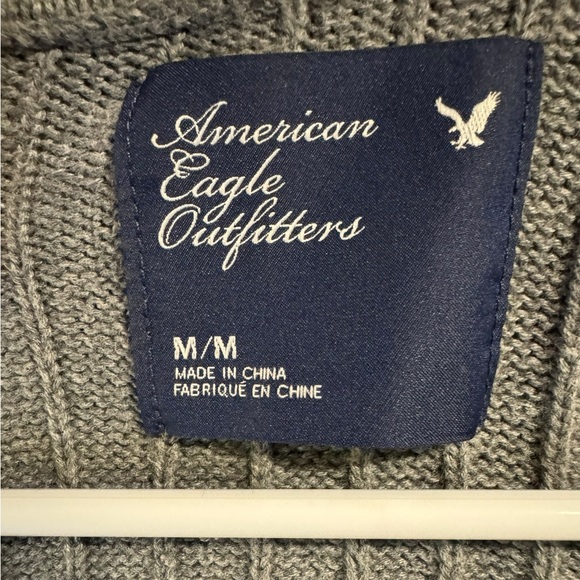 American
Eagle
Outfitters
M/M
MADE IN CHINA
FABRIQUÉ EN CHINE